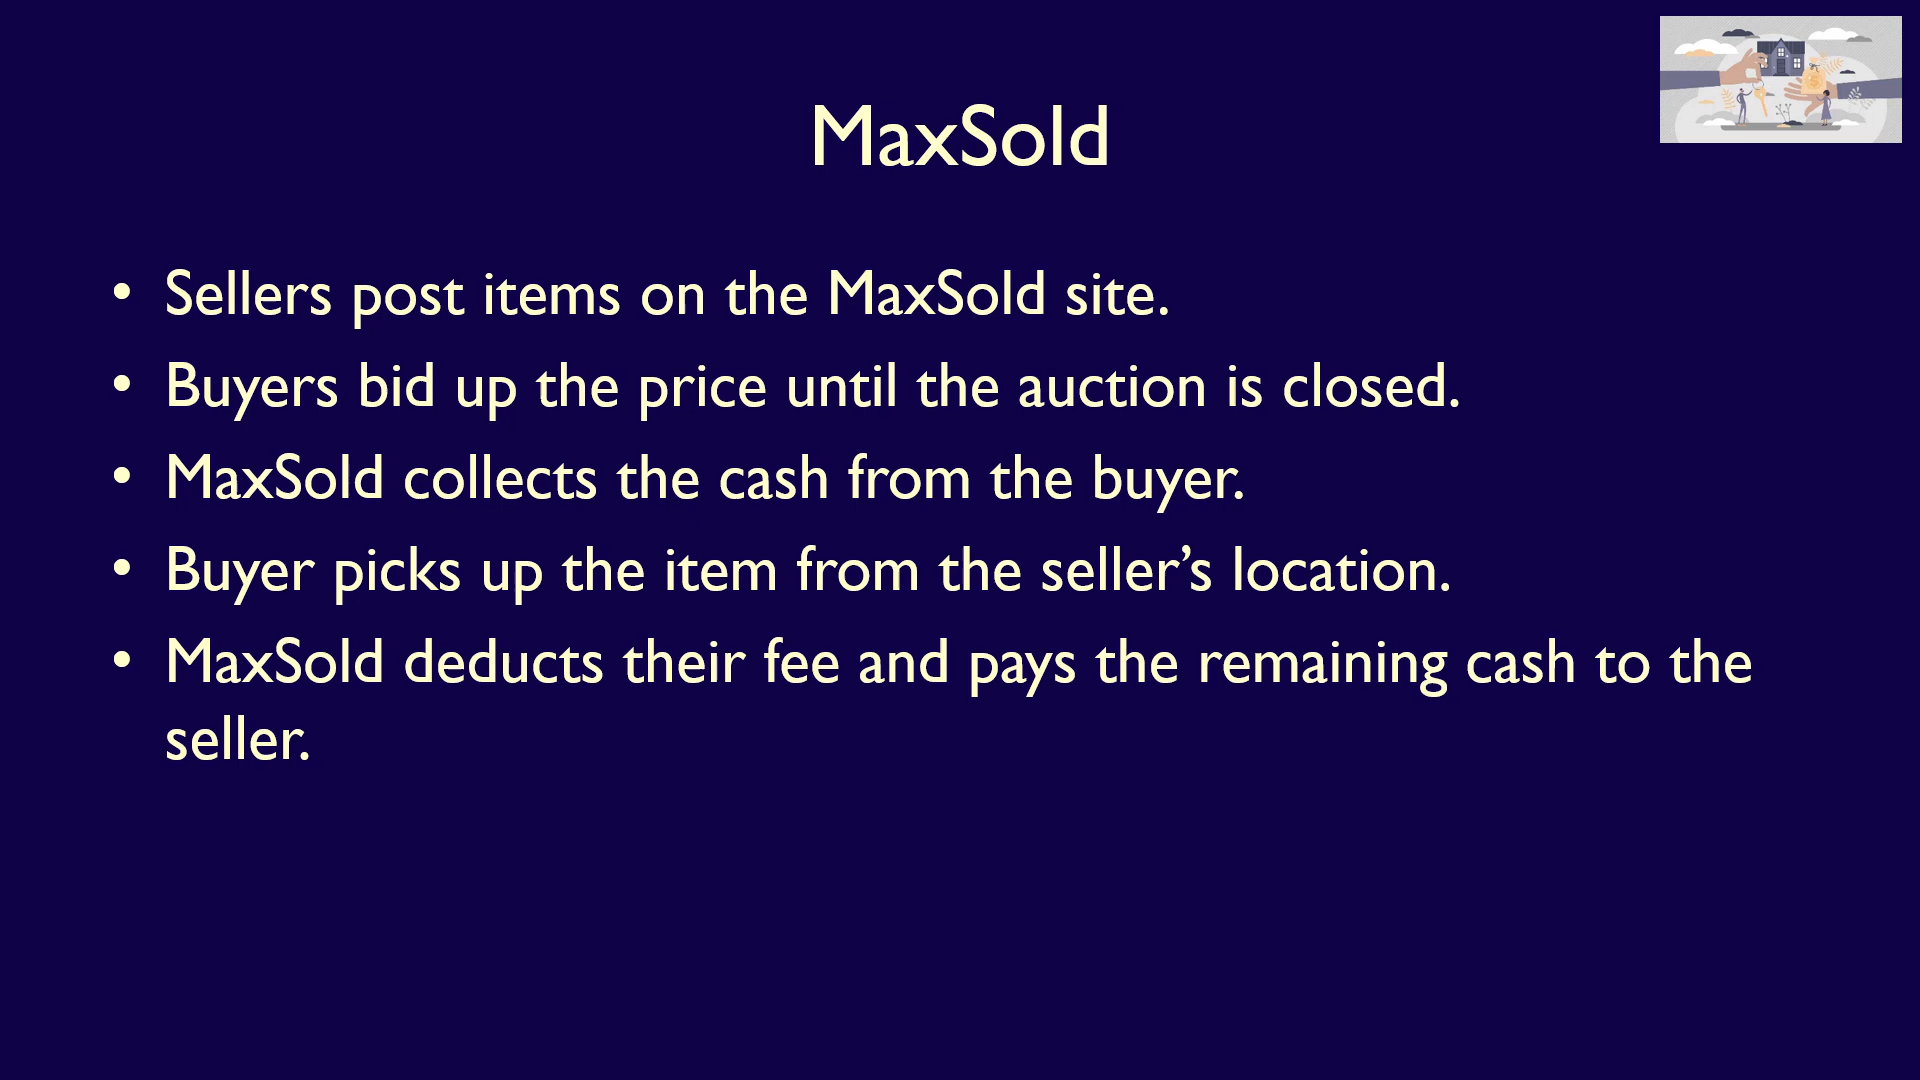 MaxSold
• Sellers post items on the MaxSold site.
• Buyers bid up the price until the auction is closed.
• MaxSold collects the cash from the buyer.
• Buyer picks up the item from the seller’s location.
• MaxSold deducts their fee and pays the remaining cash to the
seller.